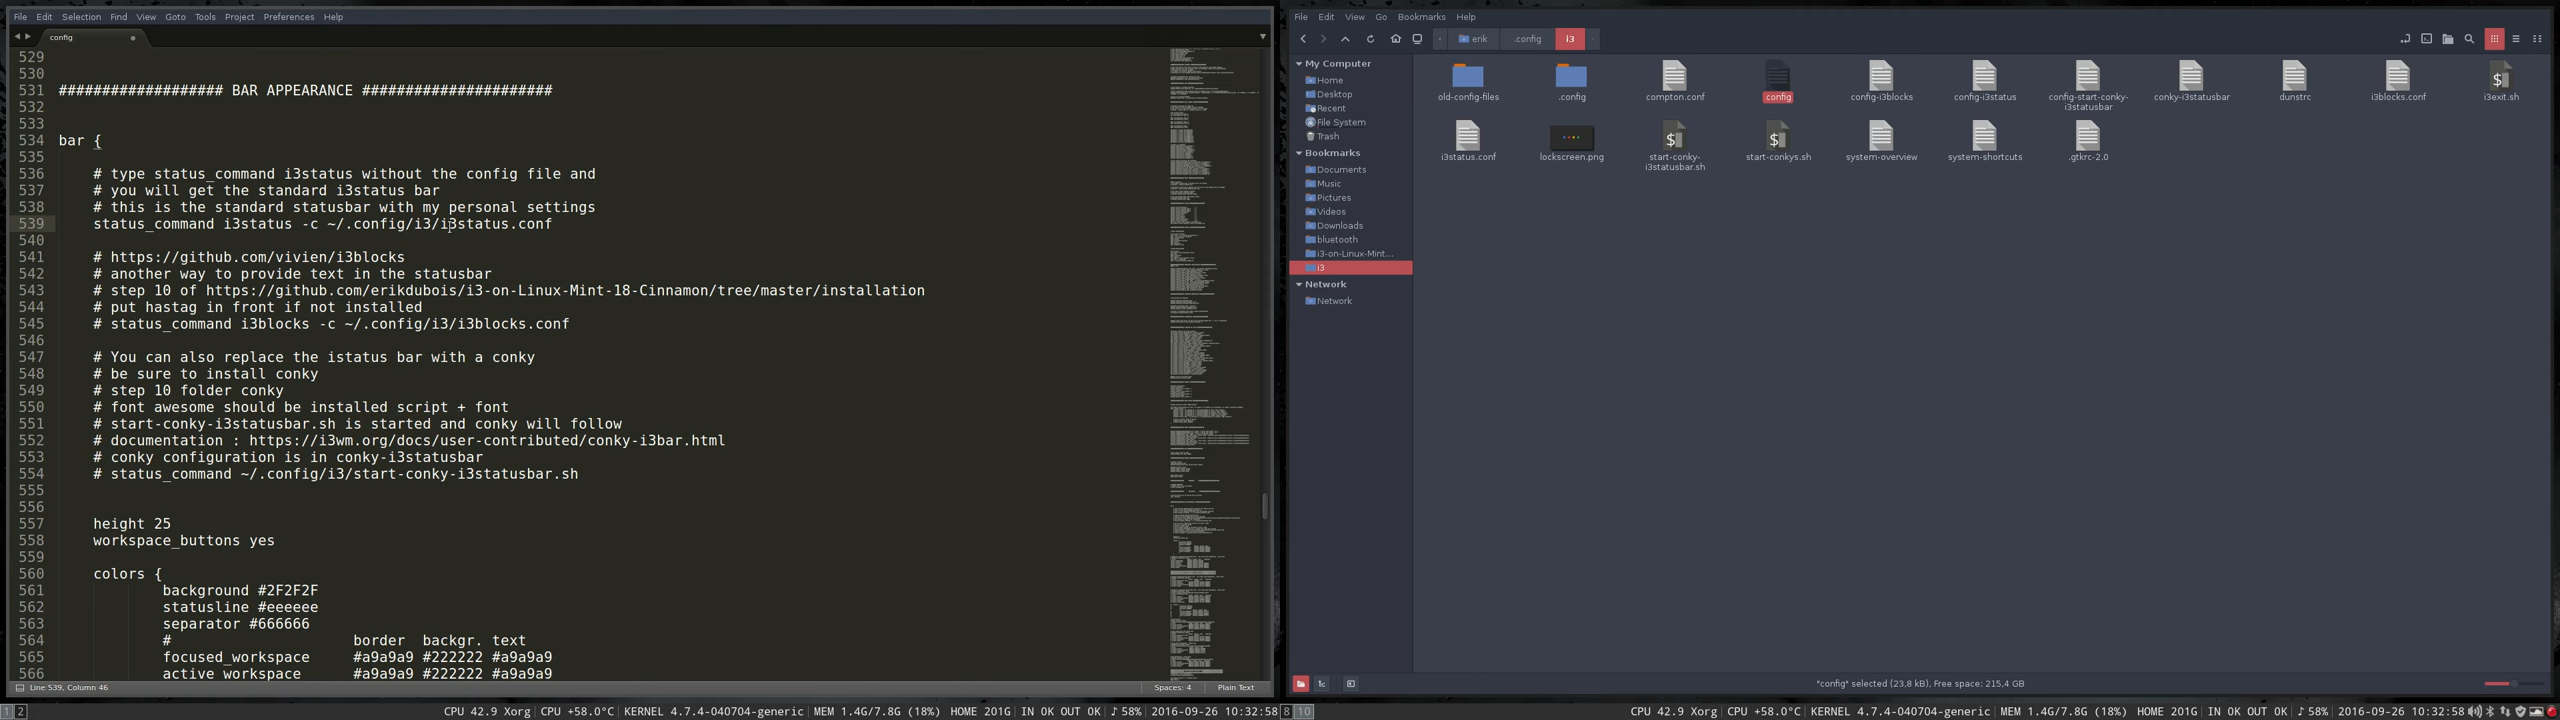 File Edit Selection Find View Goto Tools Project Preferences Help
config
529
530
531 ################### BAR APPEARANCE ######################
532
533
534 bar {
535
536 # type status_command i3status without the config file and
537 # you will get the standard i3status bar
538 # this is the standard statusbar with my personal settings
539 status_command i3status -c ~/.config/i3/i3status.conf
540
541 # https://github.com/vivien/i3blocks
542 # another way to provide text in the statusbar
543 # step 10 of https://github.com/erikdubois/i3-on-Linux-Mint-18-Cinnamon/tree/master/installation
544 # put hastag in front if not installed
545 # status_command i3blocks -c ~/.config/i3/i3blocks.conf
546
547 # You can also replace the istatus bar with a conky
548 # be sure to install conky
549 # step 10 folder conky
550 # font awesome should be installed script + font
551 # start-conky-i3statusbar.sh is started and conky will follow
552 # documentation : https://i3wm.org/docs/user-contributed/conky-i3bar.html
553 # conky configuration is in conky-i3statusbar
554 # status_command ~/.config/i3/start-conky-i3statusbar.sh
555
556
557 height 25
558 workspace_buttons yes
559
560 colors {
561 background #2F2F2F
562 statusline #eeeeee
563 separator #666666
564 # border backgr. text
565 focused_workspace #a9a9a9 #222222 #a9a9a9
566 active_workspace #a9a9a9 #222222 #a9a9a9
Line 539, Column 46
Spaces: 4 Plain Text
File Edit View Go Bookmarks Help
erik .config i3
My Computer
Home
Desktop
Recent
File System
Trash
Bookmarks
Documents
Music
Pictures
Videos
Downloads
bluetooth
i3-on-Linux-Mint...
i3
Network
Network
old-config-files .config compton.conf config config-i3blocks config-i3status config-start-conky-i3statusbar conky-i3statusbar dunstrc i3blocks.conf i3exit.sh
i3status.conf lockscreen.png start-conky-i3statusbar.sh start-conkys.sh system-overview system-shortcuts .gtkrc-2.0
"config" selected (23,8 kB), Free space: 215,4 GB
1 2 CPU 42.9 Xorg | CPU +58.0°C | KERNEL 4.7.4-040704-generic | MEM 1.4G/7.8G (18%) | HOME 201G | IN 0K OUT 0K | ♪ 58% | 2016-09-26 10:32:58
8 10 CPU 42.9 Xorg | CPU +58.0°C | KERNEL 4.7.4-040704-generic | MEM 1.4G/7.8G (18%) | HOME 201G | IN 0K OUT 0K | ♪ 58% | 2016-09-26 10:32:58